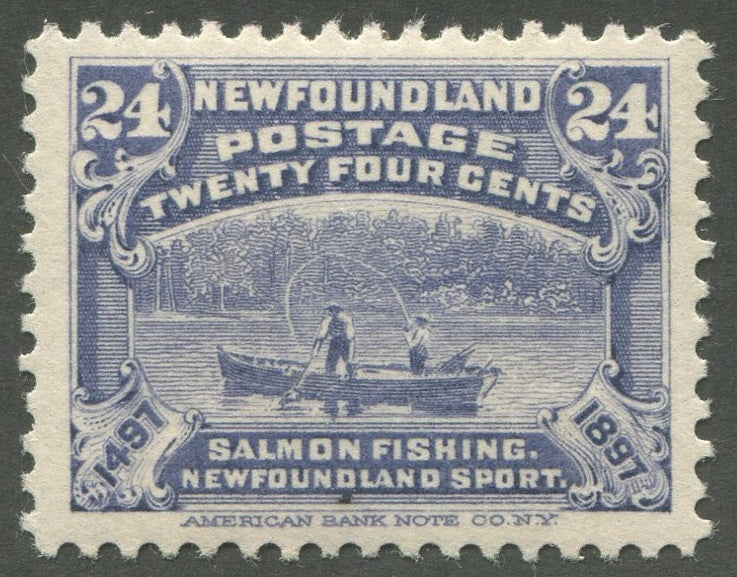 24 NEWFOUNDLAND 24
POSTAGE
TWENTY FOUR CENTS
1497 1897
SALMON FISHING.
NEWFOUNDLAND SPORT.
AMERICAN BANK NOTE CO.N.Y.